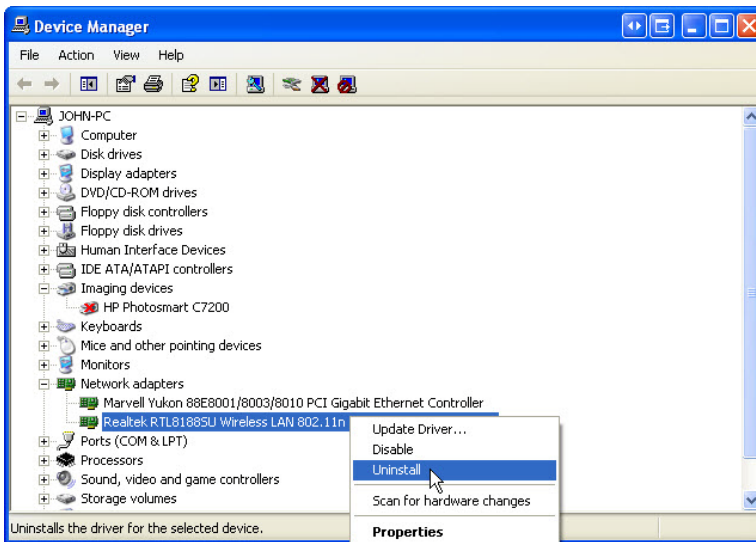 Device Manager
File Action View Help
JOHN-PC
Computer
Disk drives
Display adapters
DVD/CD-ROM drives
Floppy disk controllers
Floppy disk drives
Human Interface Devices
IDE ATA/ATAPI controllers
Imaging devices
HP Photosmart C7200
Keyboards
Mice and other pointing devices
Monitors
Network adapters
Marvell Yukon 88E8001/8003/8010 PCI Gigabit Ethernet Controller
Realtek RTL8188SU Wireless LAN 802.11n
Ports (COM & LPT)
Processors
Sound, video and game controllers
Storage volumes
Update Driver...
Disable
Uninstall
Scan for hardware changes
Properties
Uninstalls the driver for the selected device.